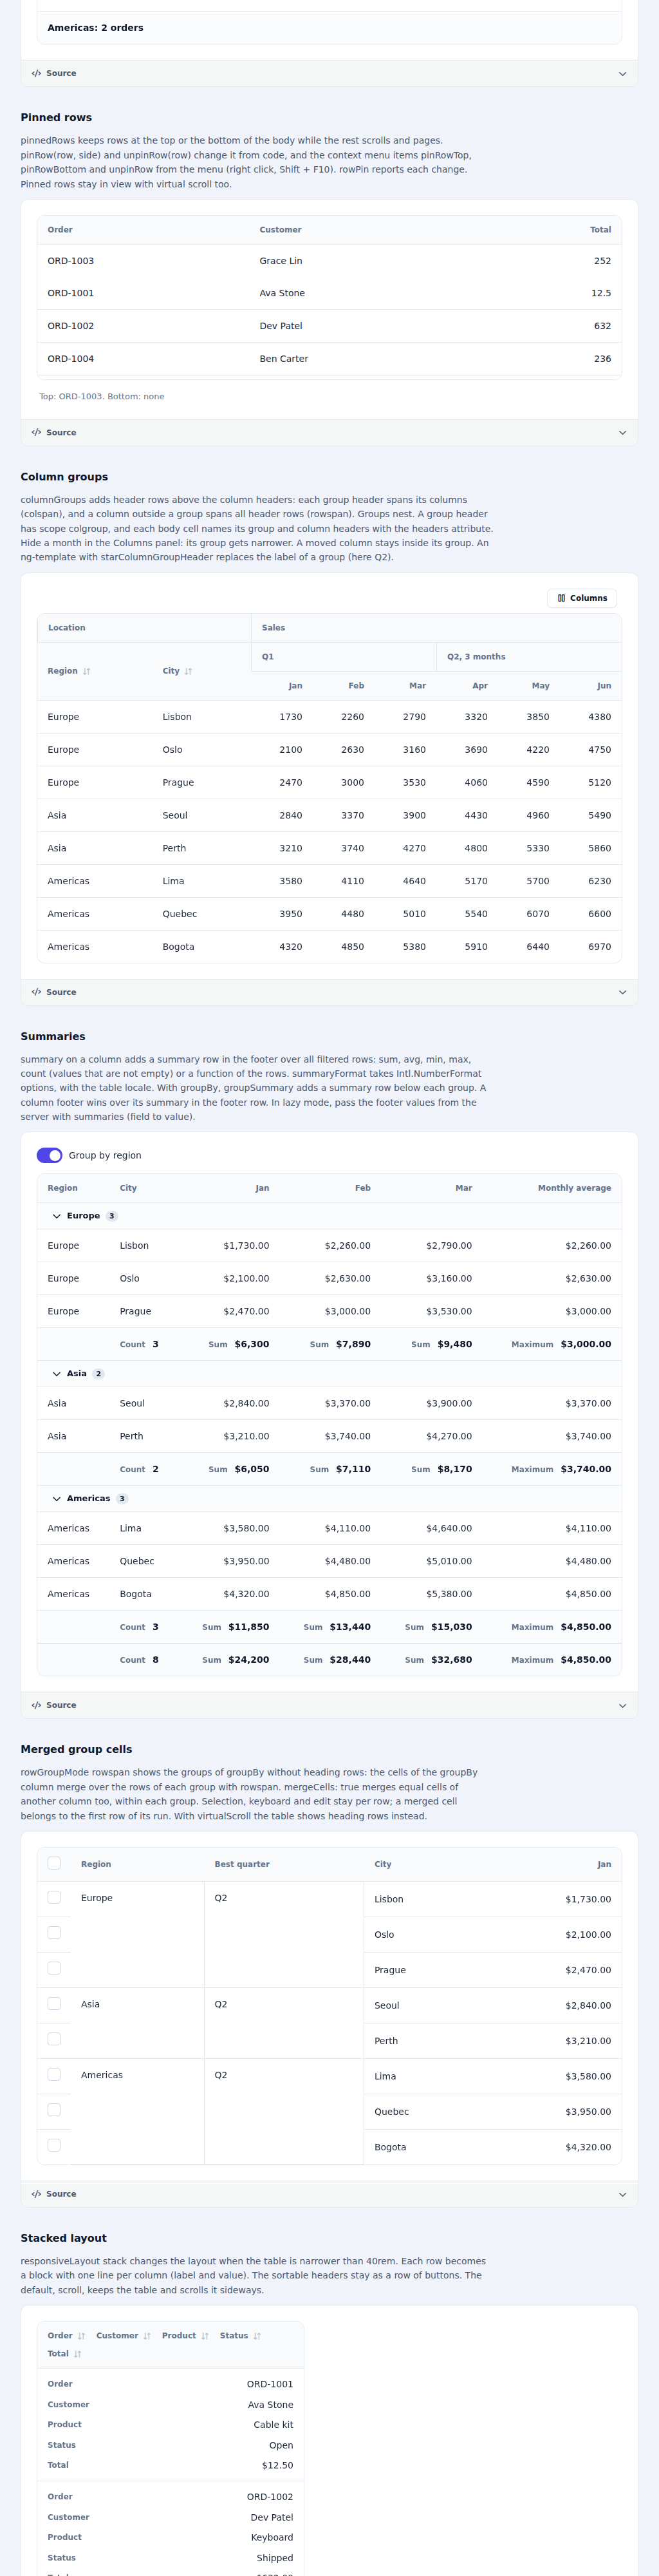 Americas: 2 orders
Source
Pinned rows
pinnedRows keeps rows at the top or the bottom of the body while the rest scrolls and pages.
pinRow(row, side) and unpinRow(row) change it from code, and the context menu items pinRowTop,
pinRowBottom and unpinRow from the menu (right click, Shift + F10). rowPin reports each change.
Pinned rows stay in view with virtual scroll too.
Order Customer Total
ORD-1003 Grace Lin 252
ORD-1001 Ava Stone 12.5
ORD-1002 Dev Patel 632
ORD-1004 Ben Carter 236
Top: ORD-1003. Bottom: none
Source
Column groups
columnGroups adds header rows above the column headers: each group header spans its columns
(colspan), and a column outside a group spans all header rows (rowspan). Groups nest. A group header
has scope colgroup, and each body cell names its group and column headers with the headers attribute.
Hide a month in the Columns panel: its group gets narrower. A moved column stays inside its group. An
ng-template with starColumnGroupHeader replaces the label of a group (here Q2).
Columns
Location Sales
Region City Q1 Q2, 3 months
Jan Feb Mar Apr May Jun
Europe Lisbon 1730 2260 2790 3320 3850 4380
Europe Oslo 2100 2630 3160 3690 4220 4750
Europe Prague 2470 3000 3530 4060 4590 5120
Asia Seoul 2840 3370 3900 4430 4960 5490
Asia Perth 3210 3740 4270 4800 5330 5860
Americas Lima 3580 4110 4640 5170 5700 6230
Americas Quebec 3950 4480 5010 5540 6070 6600
Americas Bogota 4320 4850 5380 5910 6440 6970
Source
Summaries
summary on a column adds a summary row in the footer over all filtered rows: sum, avg, min, max,
count (values that are not empty) or a function of the rows. summaryFormat takes Intl.NumberFormat
options, with the table locale. With groupBy, groupSummary adds a summary row below each group. A
column footer wins over its summary in the footer row. In lazy mode, pass the footer values from the
server with summaries (field to value).
Group by region
Region City Jan Feb Mar Monthly average
Europe 3
Europe Lisbon $1,730.00 $2,260.00 $2,790.00 $2,260.00
Europe Oslo $2,100.00 $2,630.00 $3,160.00 $2,630.00
Europe Prague $2,470.00 $3,000.00 $3,530.00 $3,000.00
Count 3 Sum $6,300 Sum $7,890 Sum $9,480 Maximum $3,000.00
Asia 2
Asia Seoul $2,840.00 $3,370.00 $3,900.00 $3,370.00
Asia Perth $3,210.00 $3,740.00 $4,270.00 $3,740.00
Count 2 Sum $6,050 Sum $7,110 Sum $8,170 Maximum $3,740.00
Americas 3
Americas Lima $3,580.00 $4,110.00 $4,640.00 $4,110.00
Americas Quebec $3,950.00 $4,480.00 $5,010.00 $4,480.00
Americas Bogota $4,320.00 $4,850.00 $5,380.00 $4,850.00
Count 3 Sum $11,850 Sum $13,440 Sum $15,030 Maximum $4,850.00
Count 8 Sum $24,200 Sum $28,440 Sum $32,680 Maximum $4,850.00
Source
Merged group cells
rowGroupMode rowspan shows the groups of groupBy without heading rows: the cells of the groupBy
column merge over the rows of each group with rowspan. mergeCells: true merges equal cells of
another column too, within each group. Selection, keyboard and edit stay per row; a merged cell
belongs to the first row of its run. With virtualScroll the table shows heading rows instead.
Region Best quarter City Jan
Europe Q2 Lisbon $1,730.00
Oslo $2,100.00
Prague $2,470.00
Asia Q2 Seoul $2,840.00
Perth $3,210.00
Americas Q2 Lima $3,580.00
Quebec $3,950.00
Bogota $4,320.00
Source
Stacked layout
responsiveLayout stack changes the layout when the table is narrower than 40rem. Each row becomes
a block with one line per column (label and value). The sortable headers stay as a row of buttons. The
default, scroll, keeps the table and scrolls it sideways.
Order Customer Product Status
Total
Order ORD-1001
Customer Ava Stone
Product Cable kit
Status Open
Total $12.50
Order ORD-1002
Customer Dev Patel
Product Keyboard
Status Shipped